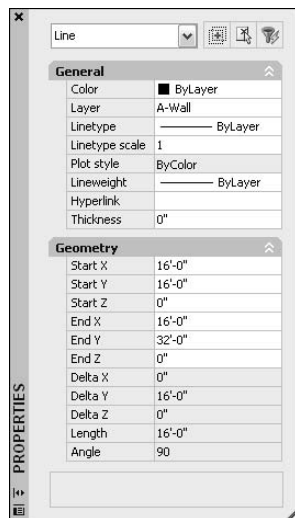 Line
General
Color ByLayer
Layer A-Wall
Linetype ByLayer
Linetype scale 1
Plot style ByColor
Lineweight ByLayer
Hyperlink
Thickness 0"
Geometry
Start X 16'-0"
Start Y 16'-0"
Start Z 0"
End X 16'-0"
End Y 32'-0"
End Z 0"
Delta X 0"
Delta Y 16'-0"
Delta Z 0"
Length 16'-0"
Angle 90
PROPERTIES